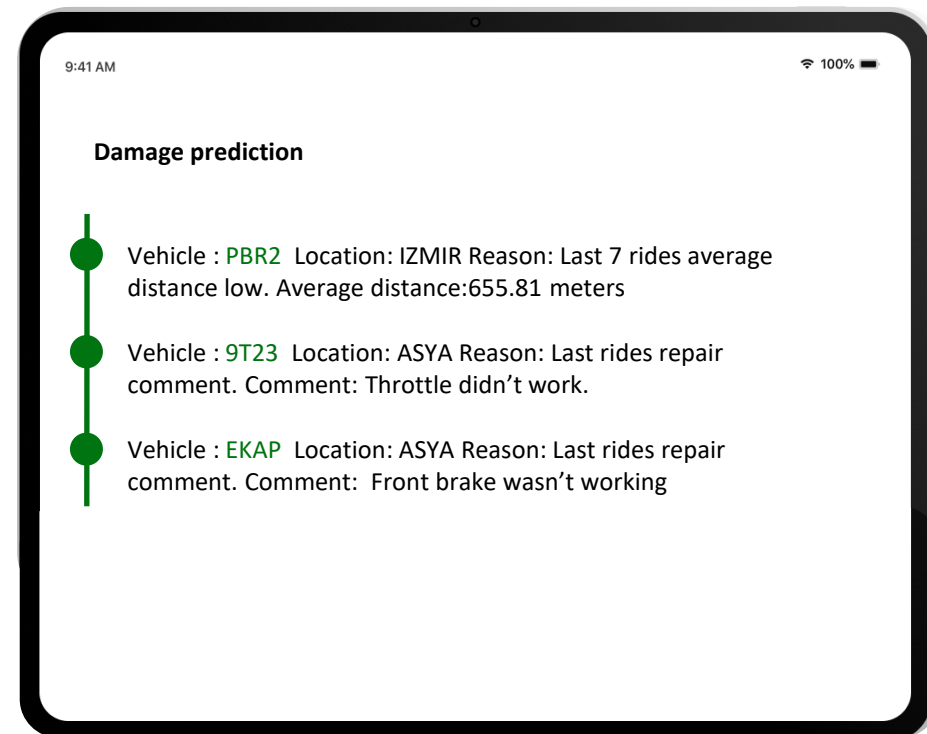 9:41 AM 100%
Damage prediction
Vehicle : PBR2 Location: IZMIR Reason: Last 7 rides average
distance low. Average distance:655.81 meters
Vehicle : 9T23 Location: ASYA Reason: Last rides repair
comment. Comment: Throttle didn’t work.
Vehicle : EKAP Location: ASYA Reason: Last rides repair
comment. Comment:  Front brake wasn’t working